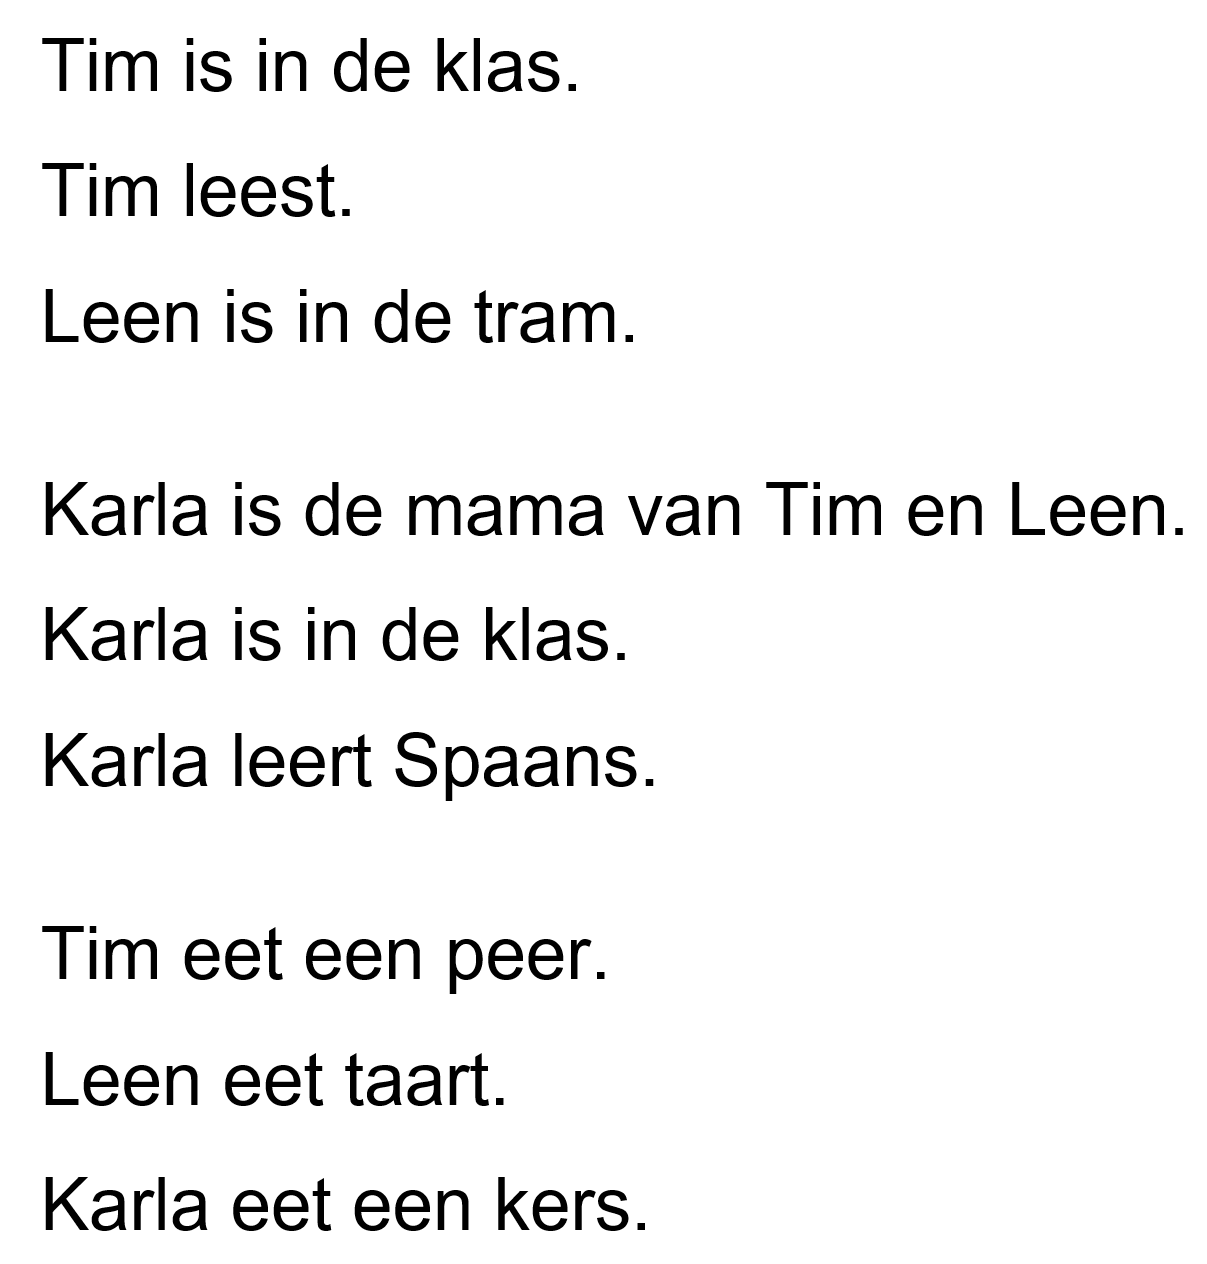 Tim is in de klas.
Tim leest.
Leen is in de tram.
Karla is de mama van Tim en Leen.
Karla is in de klas.
Karla leert Spaans.
Tim eet een peer.
Leen eet taart.
Karla eet een kers.